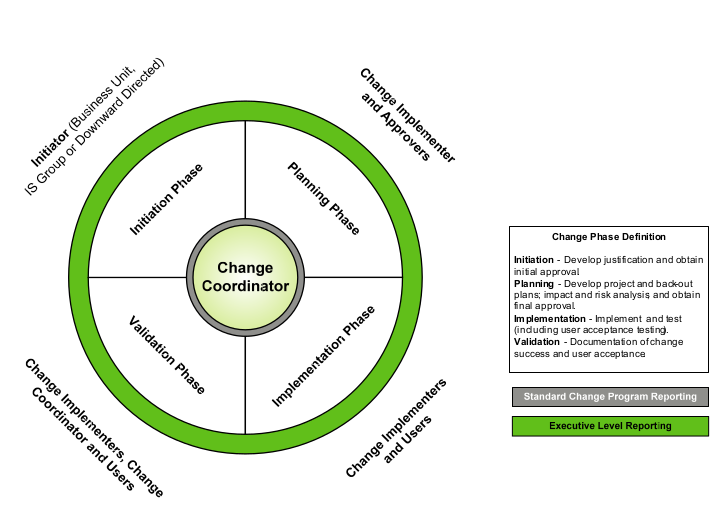 Initiator (Business Unit,
IS Group or Downward Directed)
Change Implementer
and Approvers
Initiation Phase
Planning Phase
Change
Coordinator
Validation Phase
Implementation Phase
Change Implementers, Change
Coordinator and Users
Change Implementers
and Users
Change Phase Definition
Initiation - Develop justification and obtain
initial approval.
Planning - Develop project and back-out
plans; impact and risk analysis; and obtain
final approval.
Implementation - Implement and test
(including user acceptance testing).
Validation - Documentation of change
success and user acceptance.
Standard Change Program Reporting
Executive Level Reporting